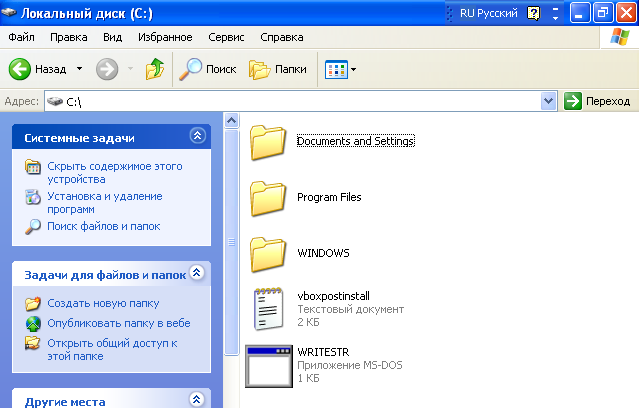 Локальный диск (C:)
RU Русский
Файл Правка Вид Избранное Сервис Справка
Назад Поиск Папки
Адрес: C:\ Переход
Системные задачи
Скрыть содержимое этого
устройства
Установка и удаление
программ
Поиск файлов и папок
Задачи для файлов и папок
Создать новую папку
Опубликовать папку в вебе
Открыть общий доступ к
этой папке
Другие места
Documents and Settings
Program Files
WINDOWS
vboxpostinstall
Текстовый документ
2 КБ
WRITESTR
Приложение MS-DOS
1 КБ